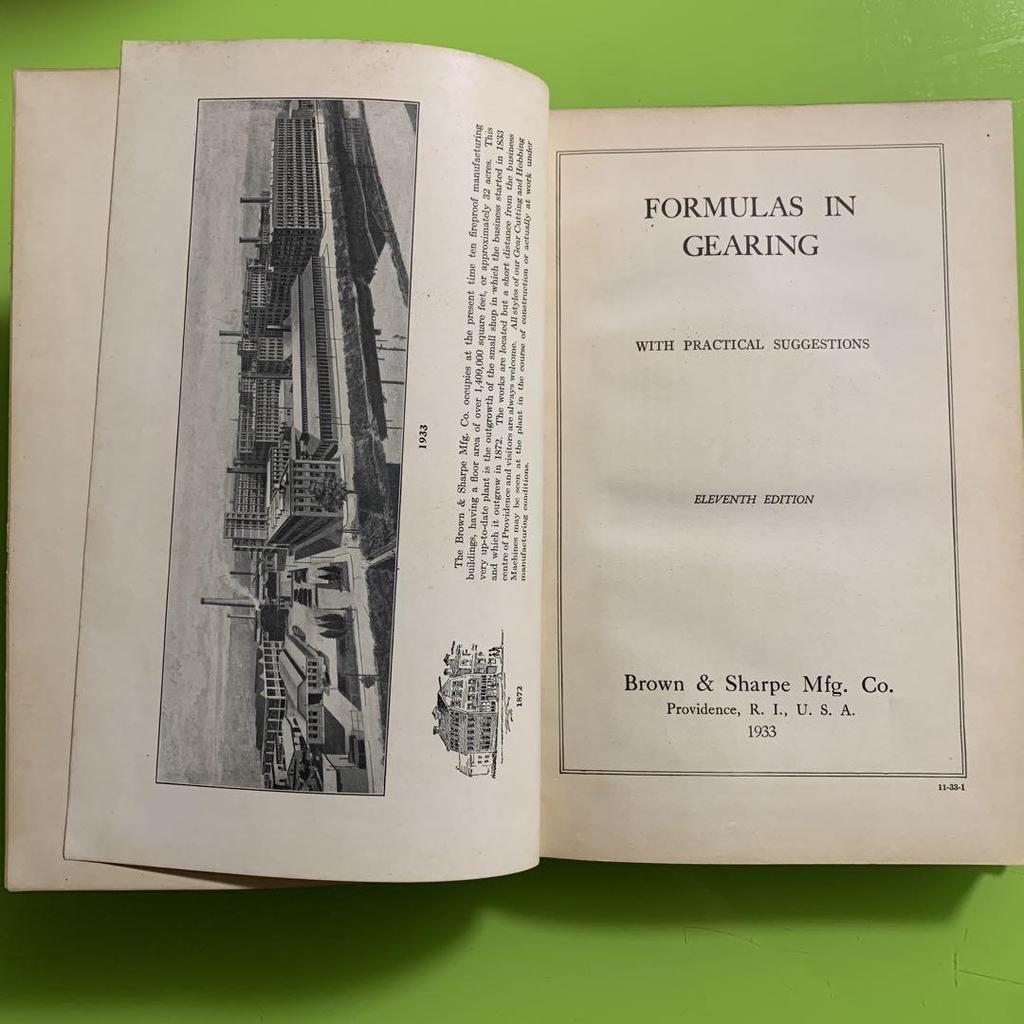 1933
The Brown & Sharpe Mfg. Co. occupies at the present time ten fireproof manufacturing
buildings, having a floor area of over 1,409,000 square feet, or approximately 32 acres. This
very up-to-date plant is the outgrowth of the small shop in which the business started in 1833
and which it outgrew in 1872. The works are located but a short distance from the business
centre of Providence and visitors are always welcome. All styles of our Gear Cutting and Hobbing
Machines may be seen at the plant in the course of construction or actually at work under
manufacturing conditions.
1872
FORMULAS IN
GEARING
WITH PRACTICAL SUGGESTIONS
ELEVENTH EDITION
Brown & Sharpe Mfg. Co.
Providence, R. I., U. S. A.
1933
11-33-1